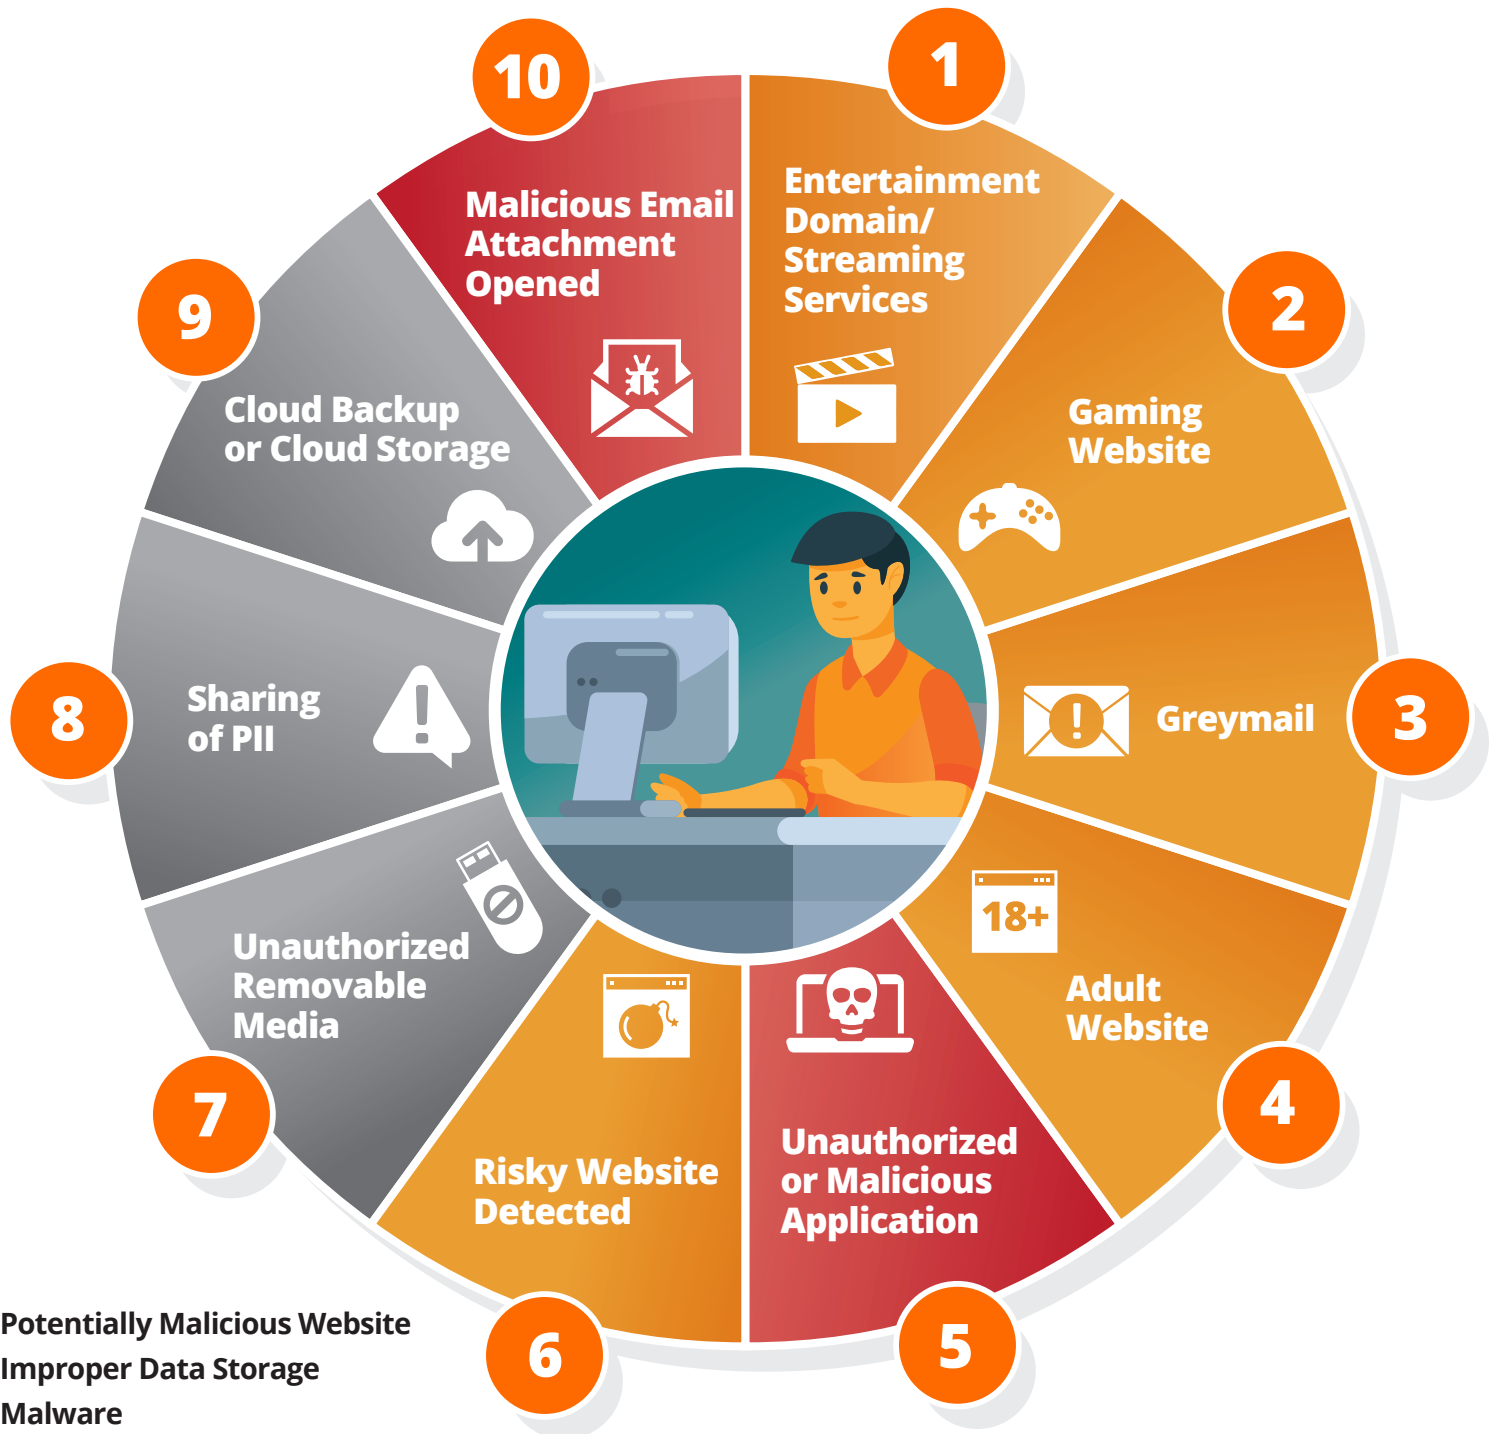 1
Entertainment
Domain/
Streaming
Services
2
Gaming
Website
3
Greymail
4
18+
Adult
Website
5
Unauthorized
or Malicious
Application
6
Risky Website
Detected
7
Unauthorized
Removable
Media
8
Sharing
of PII
9
Cloud Backup
or Cloud Storage
10
Malicious Email
Attachment
Opened
Potentially Malicious Website
Improper Data Storage
Malware